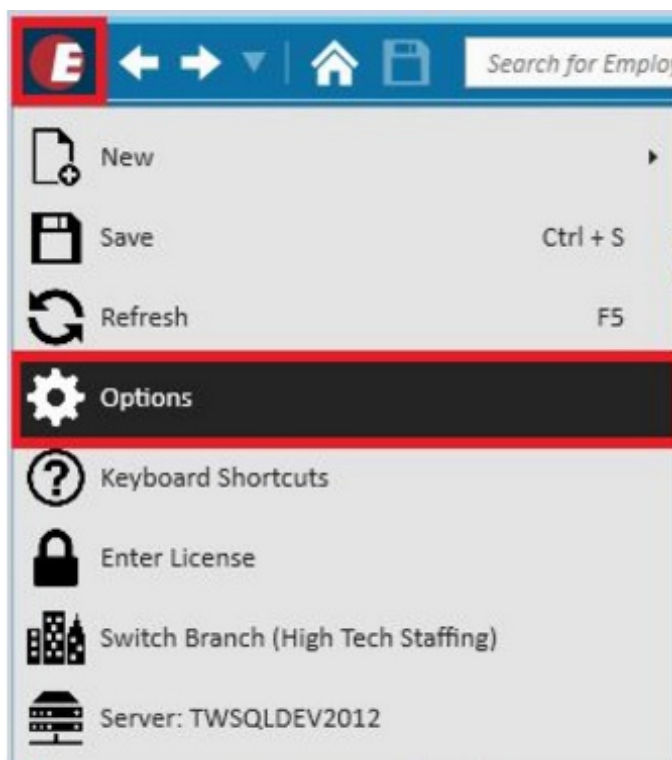 E
Search for Employ
New
Save Ctrl + S
Refresh F5
Options
Keyboard Shortcuts
Enter License
Switch Branch (High Tech Staffing)
Server: TWSQLDEV2012